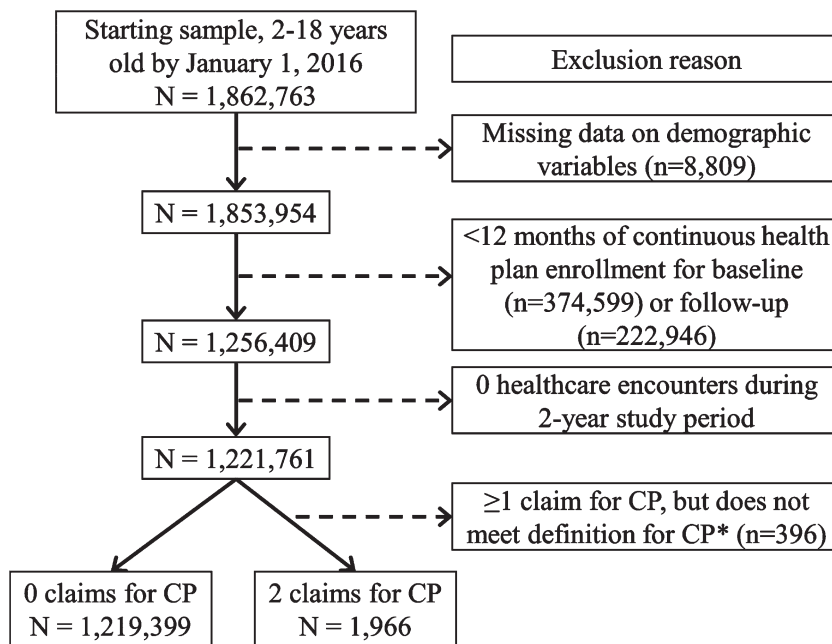 Starting sample, 2-18 years
old by January 1, 2016
N = 1,862,763
Exclusion reason
Missing data on demographic
variables (n=8,809)
N = 1,853,954
<12 months of continuous health
plan enrollment for baseline
(n=374,599) or follow-up
(n=222,946)
N = 1,256,409
0 healthcare encounters during
2-year study period
N = 1,221,761
≥1 claim for CP, but does not
meet definition for CP* (n=396)
0 claims for CP
N = 1,219,399
2 claims for CP
N = 1,966